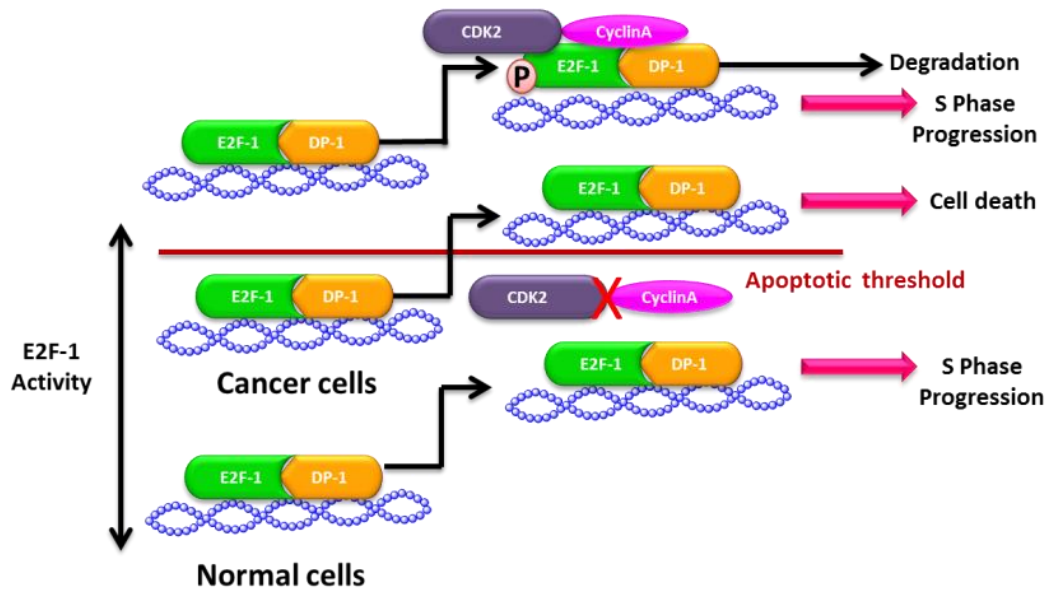 CDK2
CyclinA
P
E2F-1
DP-1
Degradation
S Phase
Progression
E2F-1
DP-1
E2F-1
DP-1
Cell death
Apoptotic threshold
E2F-1
DP-1
CDK2
X
CyclinA
E2F-1
Activity
Cancer cells
E2F-1
DP-1
S Phase
Progression
E2F-1
DP-1
Normal cells